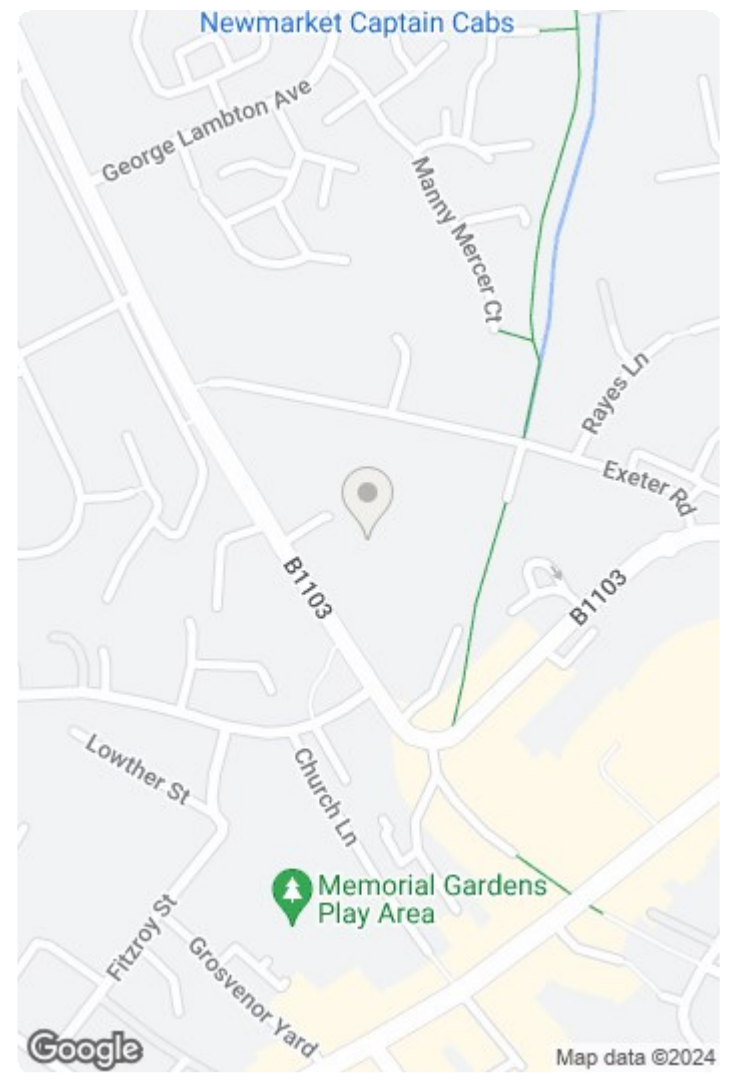 Newmarket Captain Cabs
George Lambton Ave
Manny Mercer Ct
Rayes Ln
Exeter Rd
B1103
B1103
Lowther St
Church Ln
Memorial Gardens
Play Area
Fitzroy St
Grosvenor Yard
Google
Map data ©2024